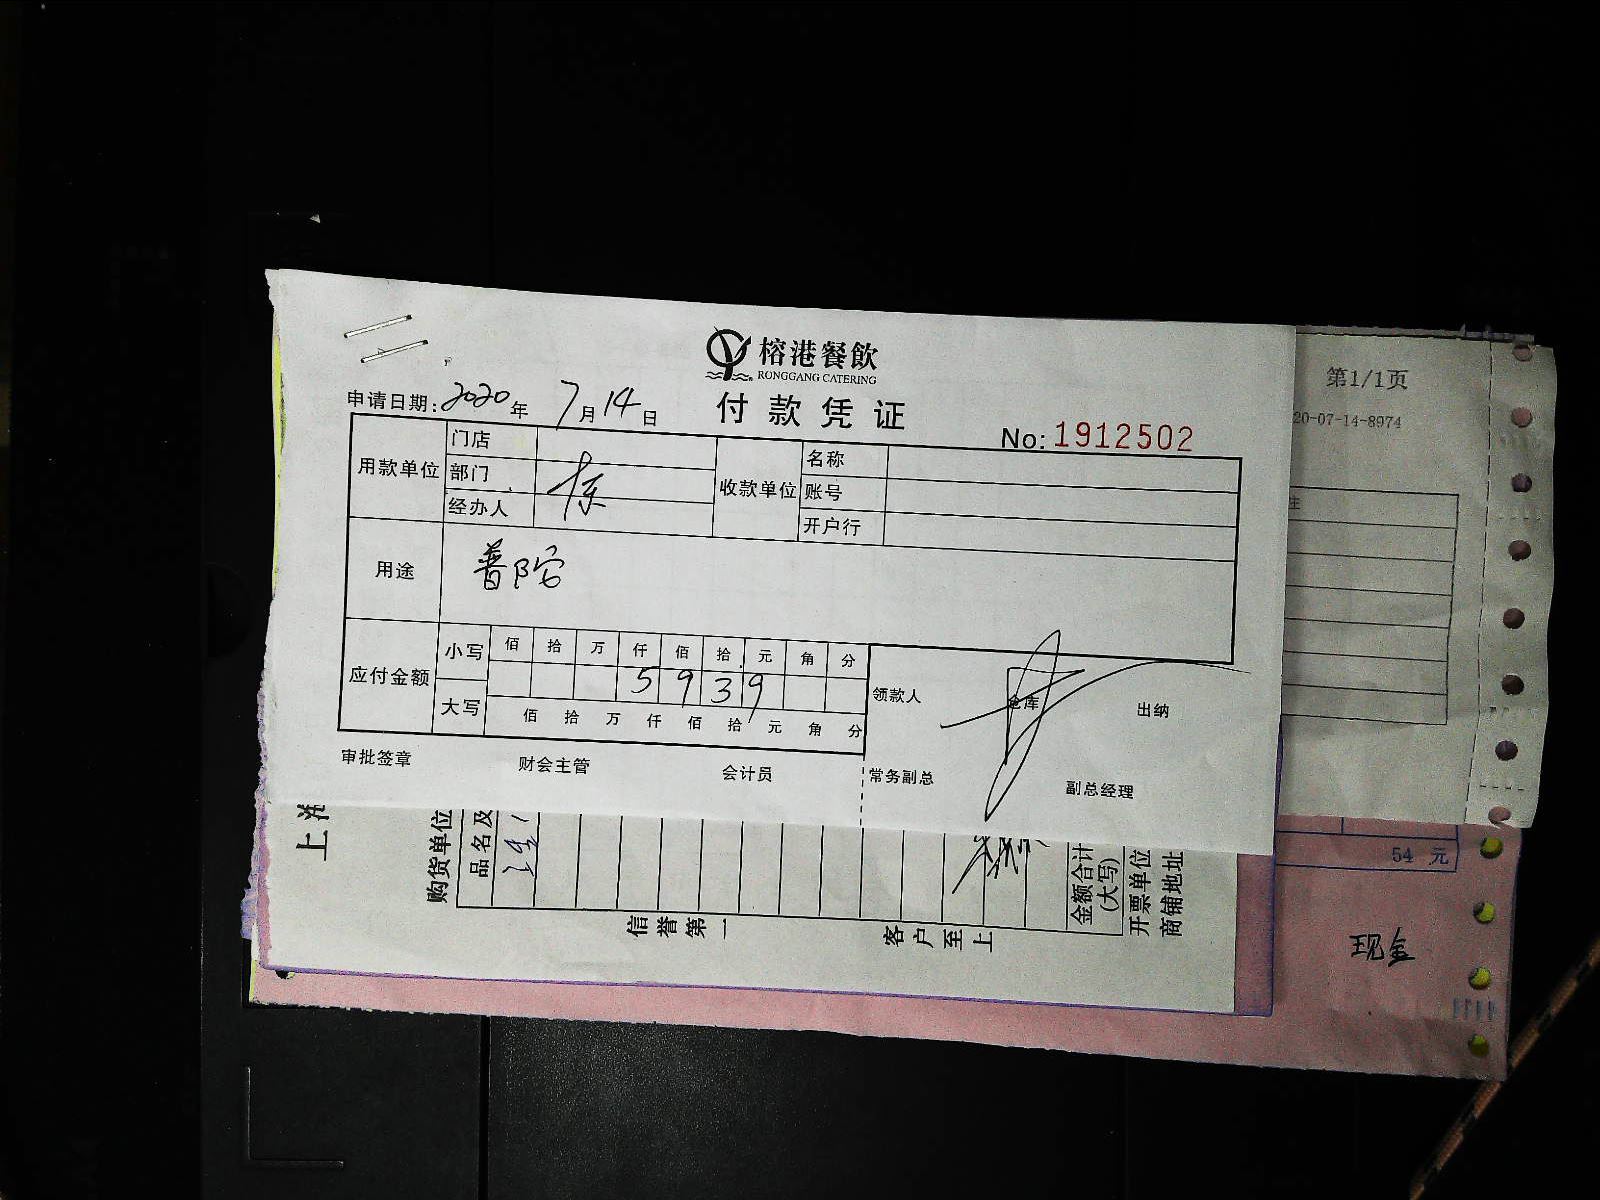 榕港餐飲
RONGGANG CATERING
付款凭证
申请日期:2020年 7月14日
No:1912502
用款单位 门店
部门
经办人
收款单位 名称
账号
开户行
用途 普陀
应付金额 小写 佰 拾 万 仟 佰 拾 元 角 分
5 9 3 9
大写 佰 拾 万 仟 佰 拾 元 角 分
领款人 仓库 出纳
审批签章 财会主管 会计员 常务副总 副总经理
第1/1页
20-07-14-8974
54 元
现金
上海
购货单位
品名及
信誉第一
客户至上
金额合计
(大写)
开票单位
商铺地址